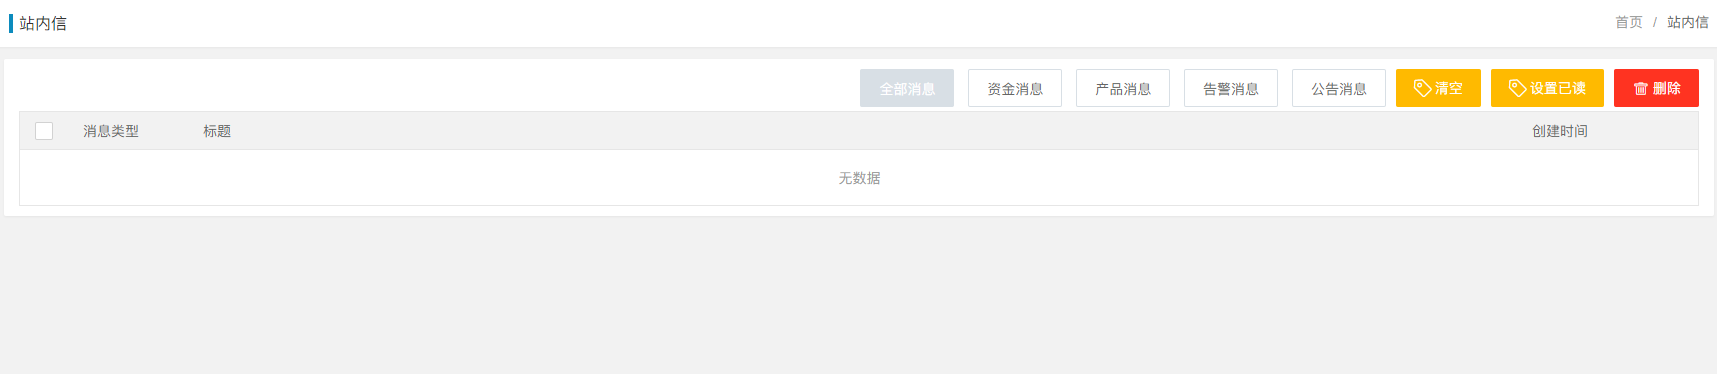 站内信
首页 / 站内信
全部消息 资金消息 产品消息 告警消息 公告消息 清空 设置已读 删除
消息类型 标题 创建时间
无数据